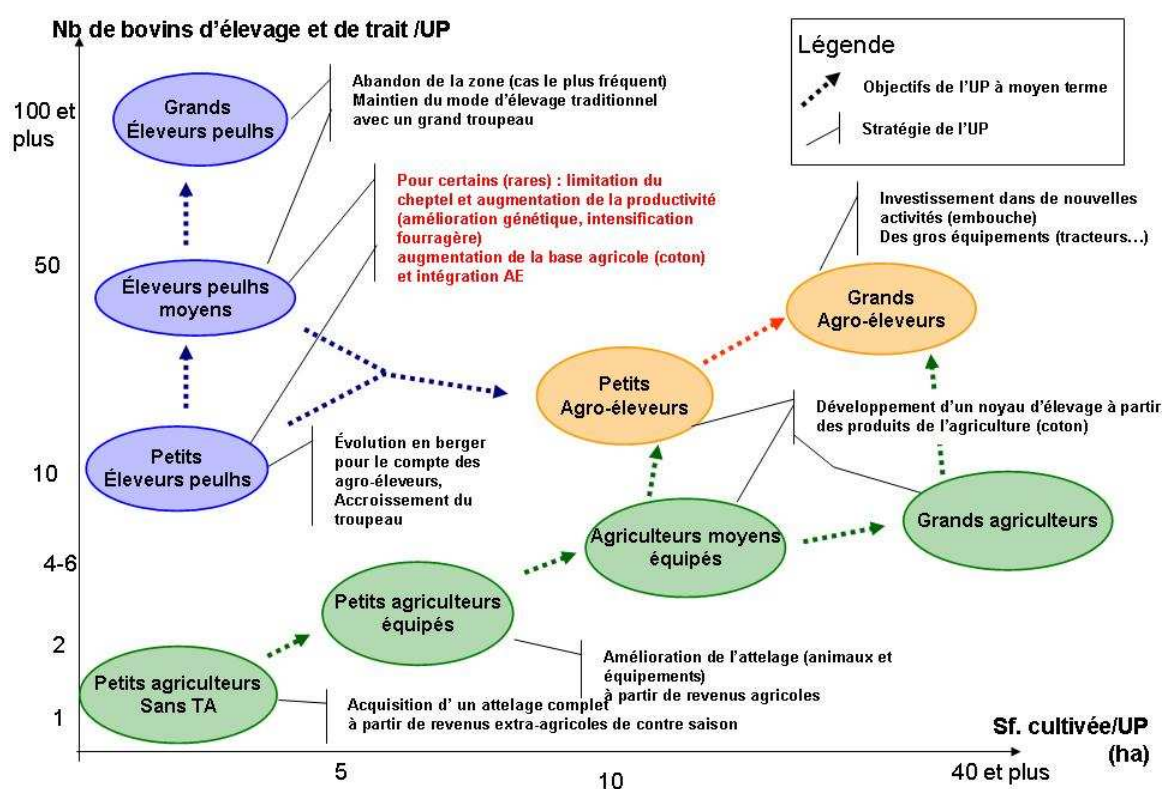 Nb de bovins d'élevage et de trait /UP
Légende
Objectifs de l'UP à moyen terme
Stratégie de l'UP
100 et
plus
Grands
Éleveurs peulhs
Abandon de la zone (cas le plus fréquent)
Maintien du mode d'élevage traditionnel
avec un grand troupeau
Pour certains (rares) : limitation du
cheptel et augmentation de la productivité
(amélioration génétique, intensification
fourragère)
augmentation de la base agricole (coton)
et intégration AE
Investissement dans de nouvelles
activités (embouche)
Des gros équipements (tracteurs…)
50
Éleveurs peulhs
moyens
Grands
Agro-éleveurs
Petits
Agro-éleveurs
Développement d'un noyau d'élevage à partir
des produits de l'agriculture (coton)
10
Petits
Éleveurs peulhs
Évolution en berger
pour le compte des
agro-éleveurs,
Accroissement du
troupeau
Grands agriculteurs
Agriculteurs moyens
équipés
4-6
Petits agriculteurs
équipés
2
Amélioration de l'attelage (animaux et
équipements)
à partir de revenus agricoles
Petits agriculteurs
Sans TA
1
Acquisition d' un attelage complet
à partir de revenus extra-agricoles de contre saison
Sf. cultivée/UP
(ha)
5
10
40 et plus